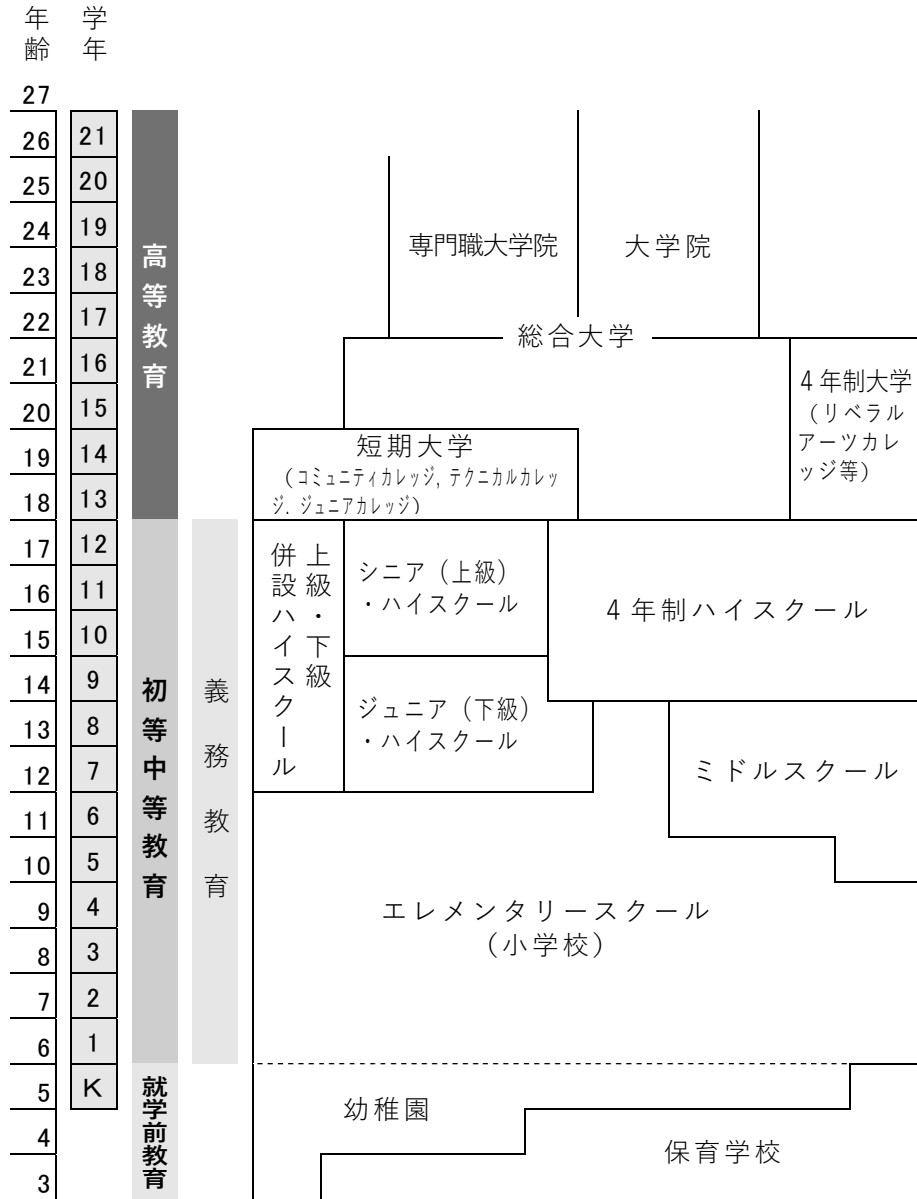 年齢
学年
27
26
21
25
20
24
19
23
18
22
17
21
16
20
15
19
14
18
13
17
12
16
11
15
10
14
9
13
8
12
7
11
6
10
5
9
4
8
3
7
2
6
1
5
K
4
3
高等教育
初等中等教育
就学前教育
義務教育
専門職大学院
大学院
総合大学
4年制大学
(リベラル
アーツカレ
ッジ等)
短期大学
(コミュニティカレッジ, テクニカルカレッ
ジ. ジュニアカレッジ)
上級・下級
併設ハイスクール
シニア(上級)
・ハイスクール
4年制ハイスクール
ジュニア(下級)
・ハイスクール
ミドルスクール
エレメンタリースクール
(小学校)
幼稚園
保育学校